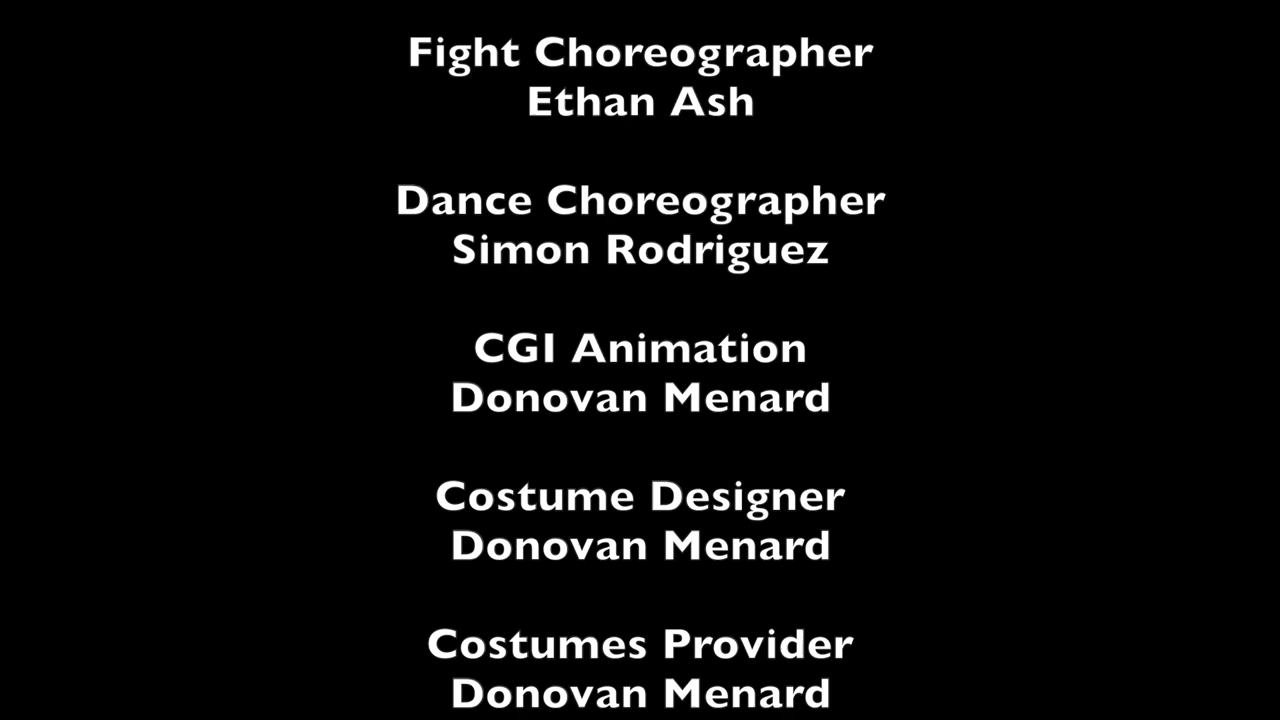 Fight Choreographer
Ethan Ash
Dance Choreographer
Simon Rodriguez
CGI Animation
Donovan Menard
Costume Designer
Donovan Menard
Costumes Provider
Donovan Menard